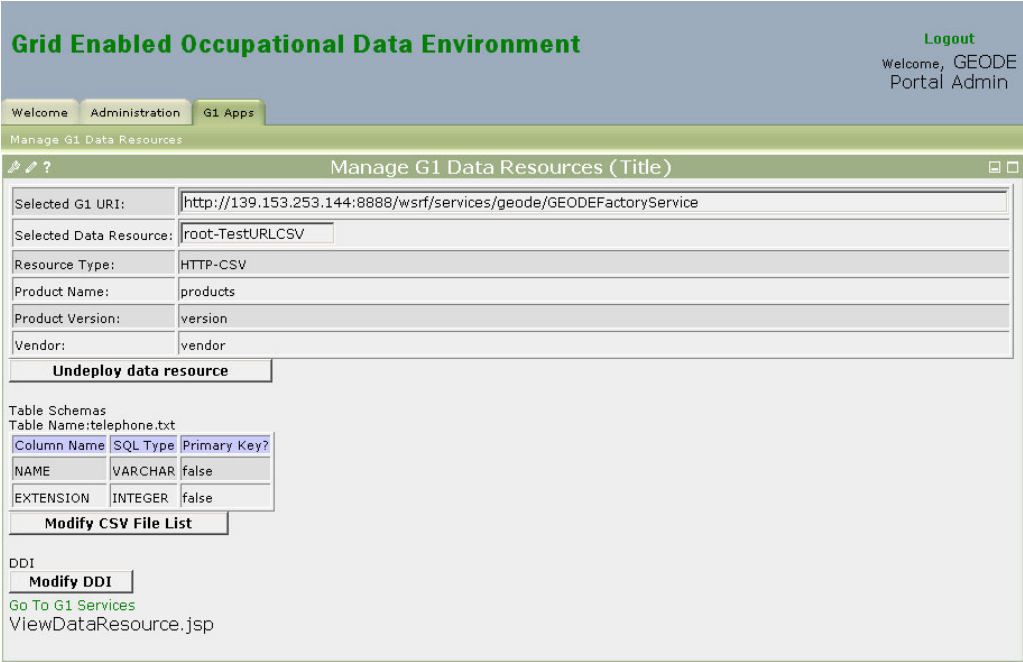 Grid Enabled Occupational Data Environment
Logout
Welcome, GEODE
Portal Admin
Welcome Administration G1 Apps
Manage G1 Data Resources
? Manage G1 Data Resources (Title)
Selected G1 URI: http://139.153.253.144:8888/wsrf/services/geode/GEODEFactoryService
Selected Data Resource: root-TestURLCSV
Resource Type: HTTP-CSV
Product Name: products
Product Version: version
Vendor: vendor
Undeploy data resource
Table Schemas
Table Name:telephone.txt
Column Name SQL Type Primary Key?
NAME VARCHAR false
EXTENSION INTEGER false
Modify CSV File List
DDI
Modify DDI
Go To G1 Services
ViewDataResource.jsp